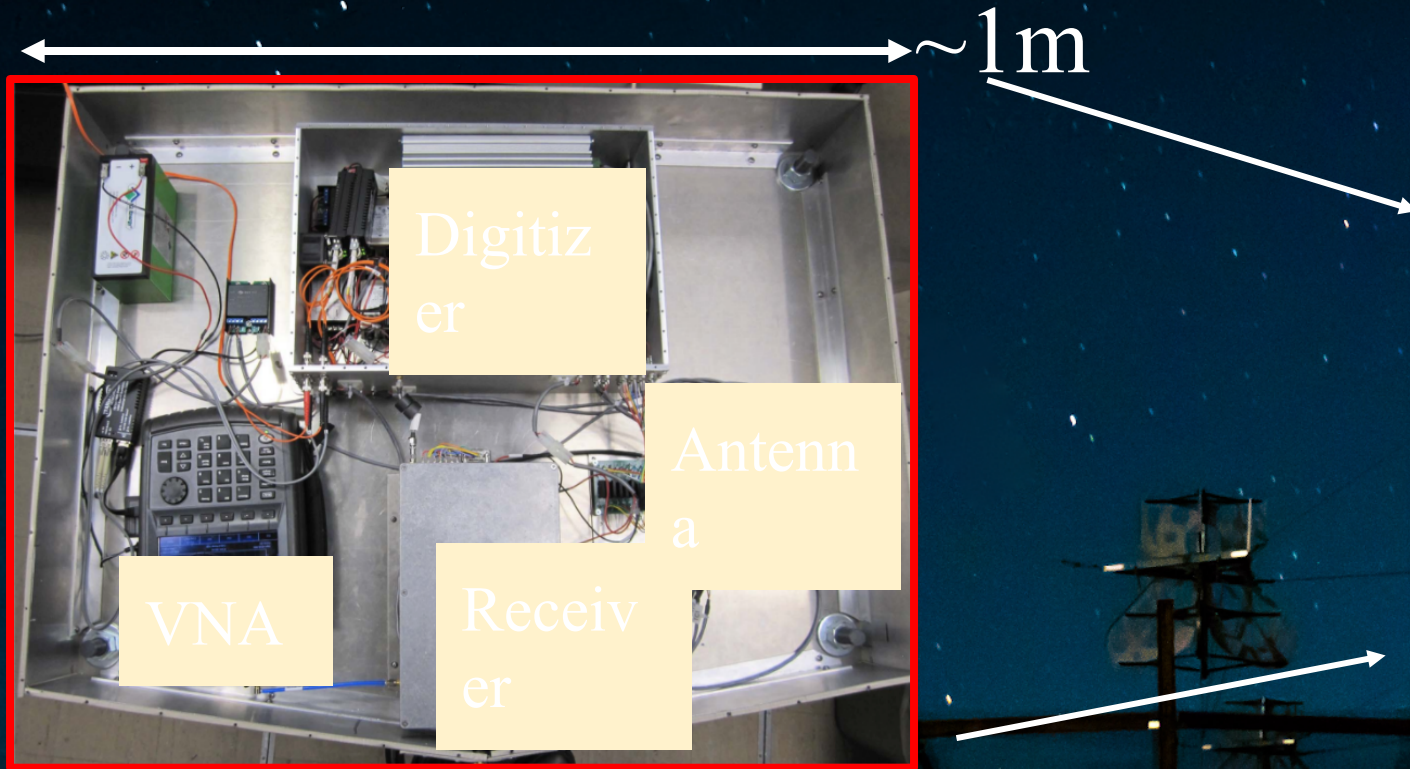 ~1m
Digitiz
er
Antenn
a
VNA
Receiv
er